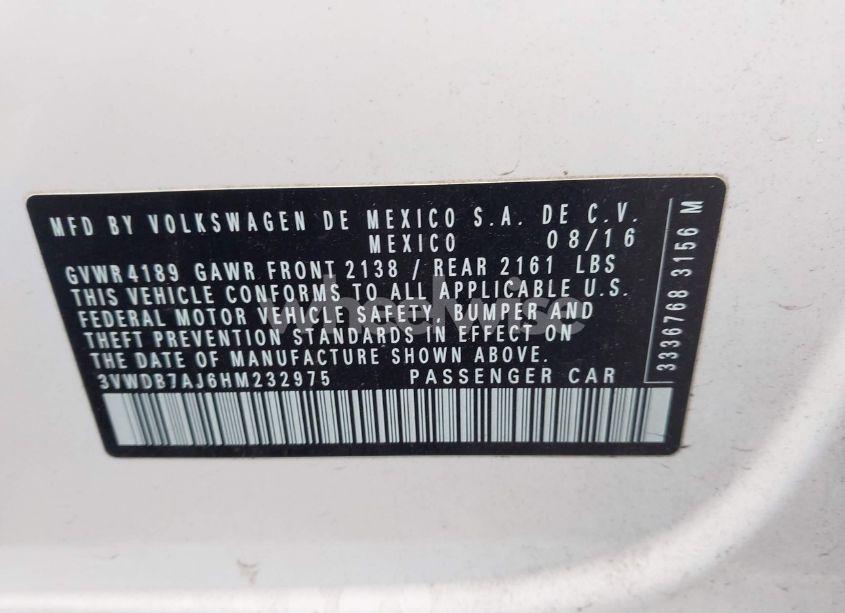 MFD BY VOLKSWAGEN DE MEXICO S.A. DE C.V.
MEXICO 08/16
GVWR 4189 GAWR FRONT 2138 / REAR 2161 LBS
THIS VEHICLE CONFORMS TO ALL APPLICABLE U.S.
FEDERAL MOTOR VEHICLE SAFETY, BUMPER AND
THEFT PREVENTION STANDARDS IN EFFECT ON
THE DATE OF MANUFACTURE SHOWN ABOVE.
3VWDB7AJ6HM232975 PASSENGER CAR
3336768 3156 M